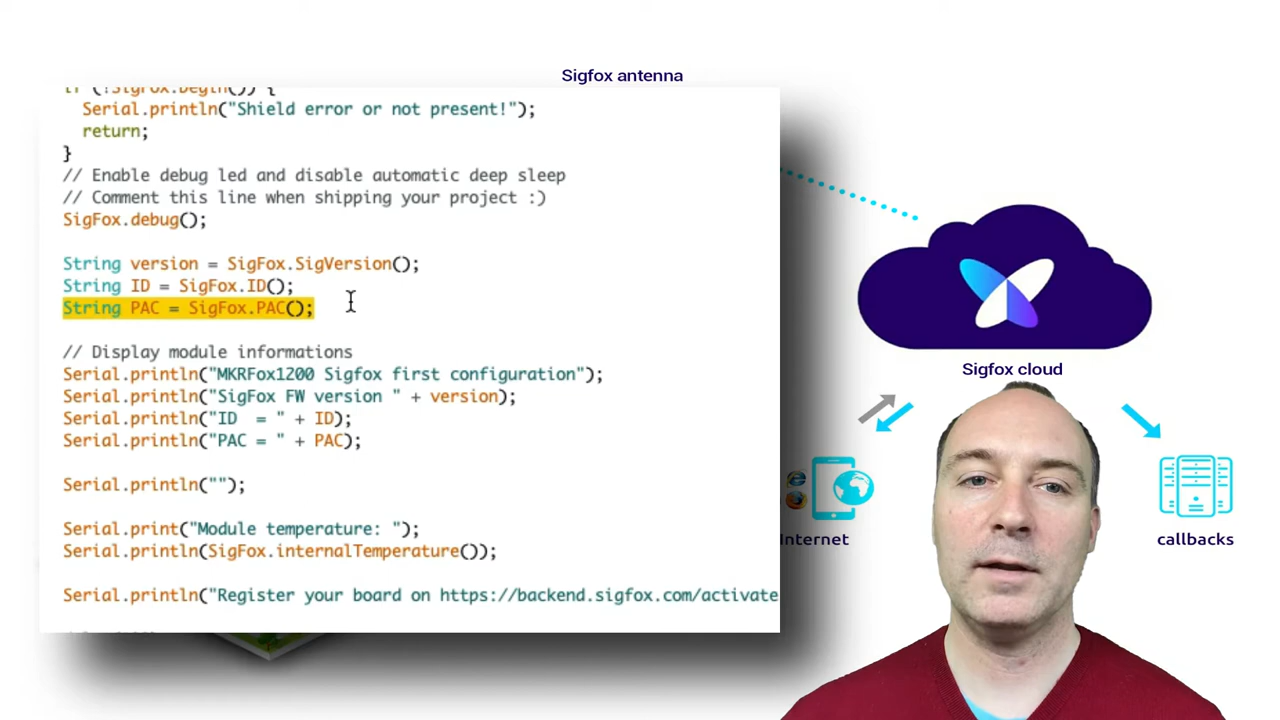 Sigfox antenna
if (!SigFox.begin()) {
Serial.println("Shield error or not present!");
return;
}
// Enable debug led and disable automatic deep sleep
// Comment this line when shipping your project :)
SigFox.debug();
String version = SigFox.SigVersion();
String ID = SigFox.ID();
String PAC = SigFox.PAC();
// Display module informations
Serial.println("MKRFox1200 Sigfox first configuration");
Serial.println("SigFox FW version " + version);
Serial.println("ID  = " + ID);
Serial.println("PAC = " + PAC);
Serial.println("");
Serial.print("Module temperature: ");
Serial.println(SigFox.internalTemperature());
Serial.println("Register your board on https://backend.sigfox.com/activate
Sigfox cloud
Internet
callbacks